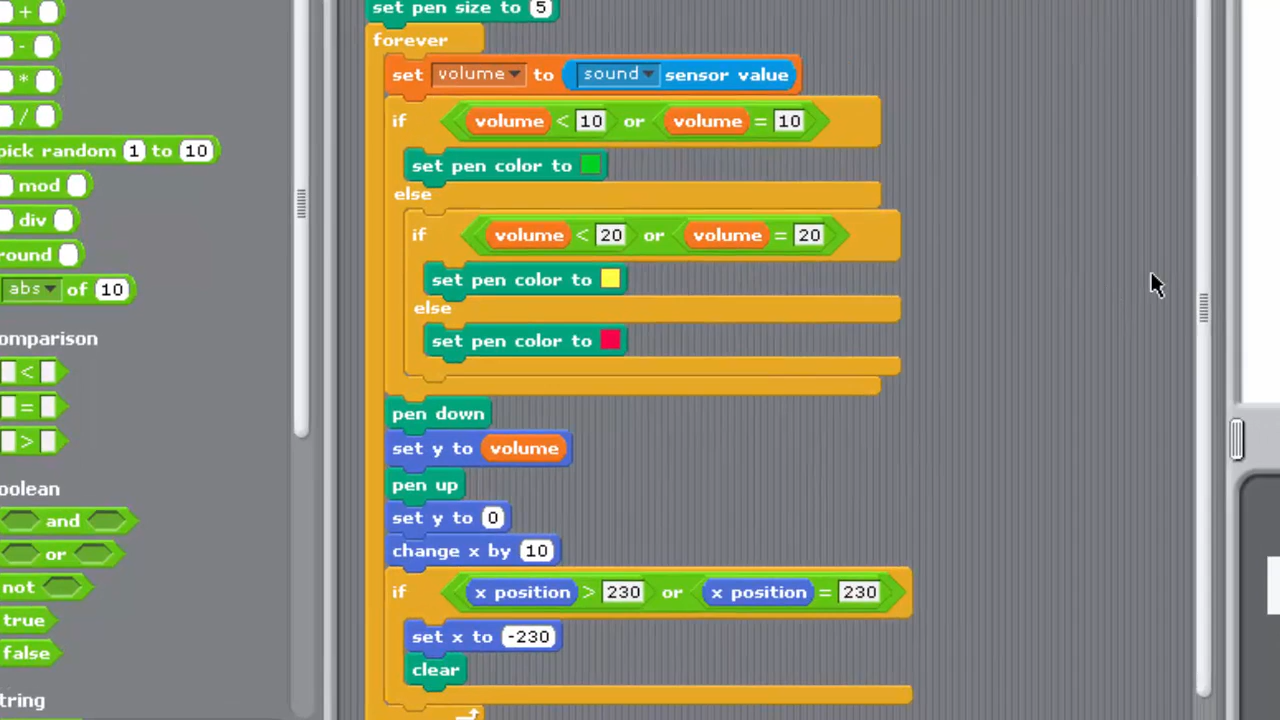 +
-
*
/
pick random 1 to 10
mod
div
round
abs of 10
omparison
<
=
>
oolean
and
or
not
true
false
tring
set pen size to 5
forever
set volume to sound sensor value
if volume < 10 or volume = 10
set pen color to
else
if volume < 20 or volume = 20
set pen color to
else
set pen color to
pen down
set y to volume
pen up
set y to 0
change x by 10
if x position > 230 or x position = 230
set x to -230
clear